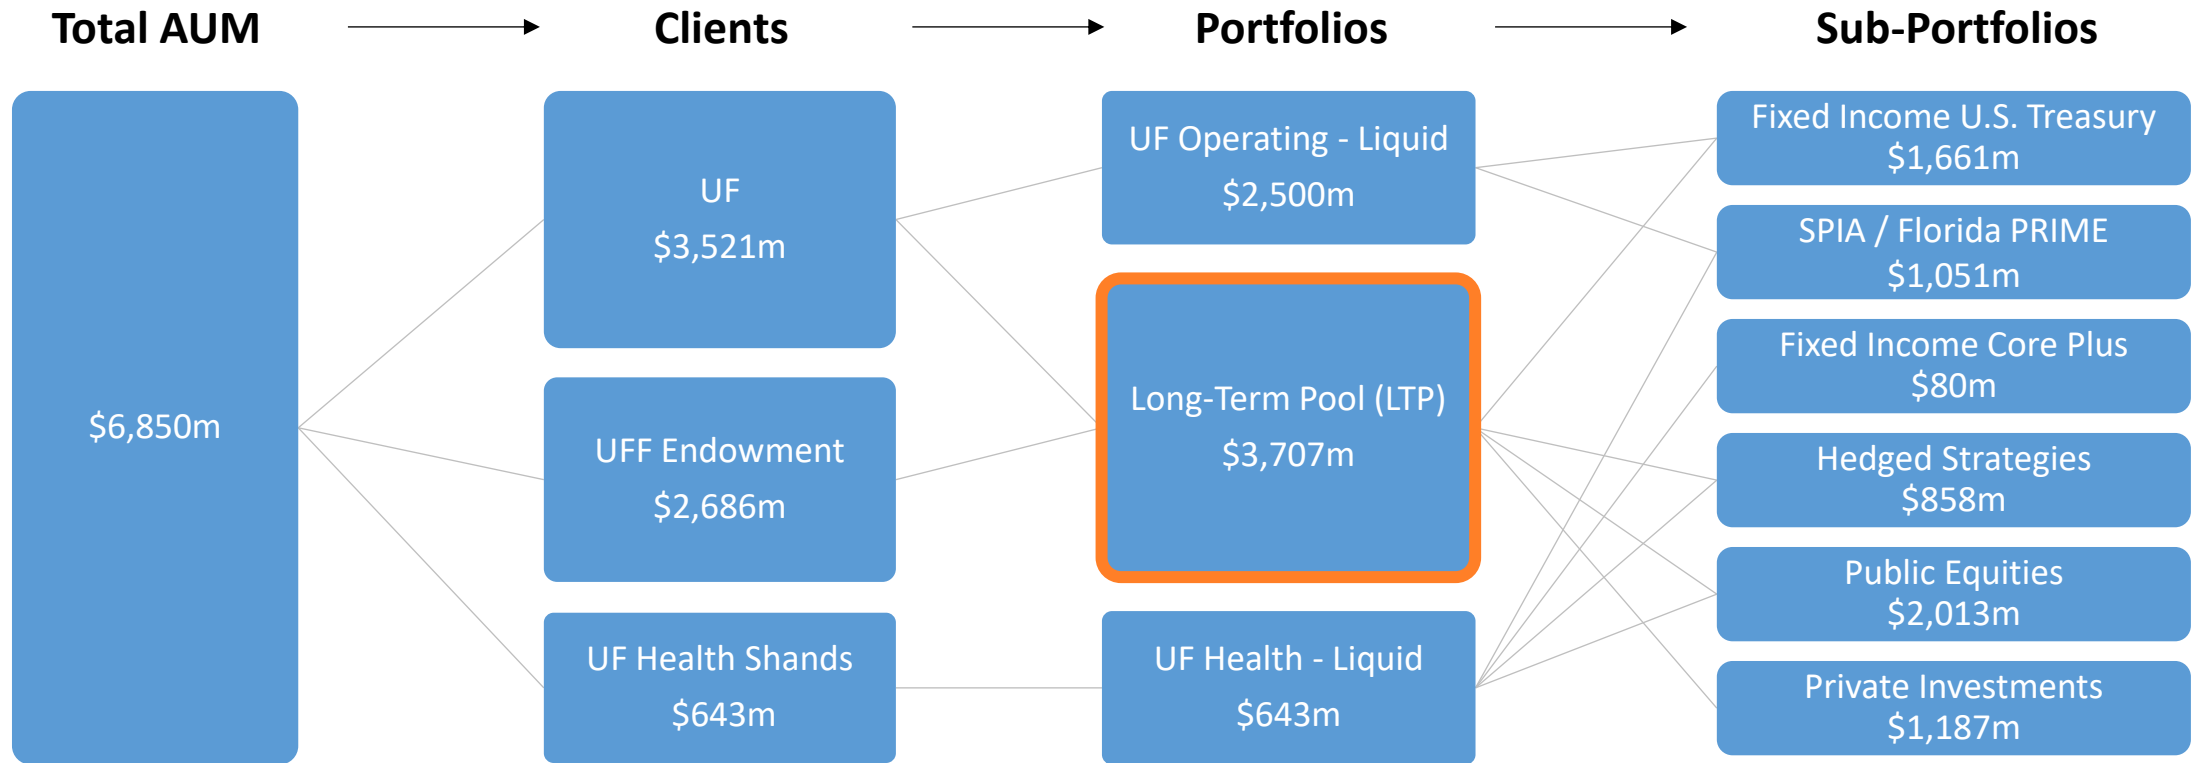 Total AUM
Clients
Portfolios
Sub-Portfolios
$6,850m
UF
$3,521m
UFF Endowment
$2,686m
UF Health Shands
$643m
UF Operating - Liquid
$2,500m
Long-Term Pool (LTP)
$3,707m
UF Health - Liquid
$643m
Fixed Income U.S. Treasury
$1,661m
SPIA / Florida PRIME
$1,051m
Fixed Income Core Plus
$80m
Hedged Strategies
$858m
Public Equities
$2,013m
Private Investments
$1,187m